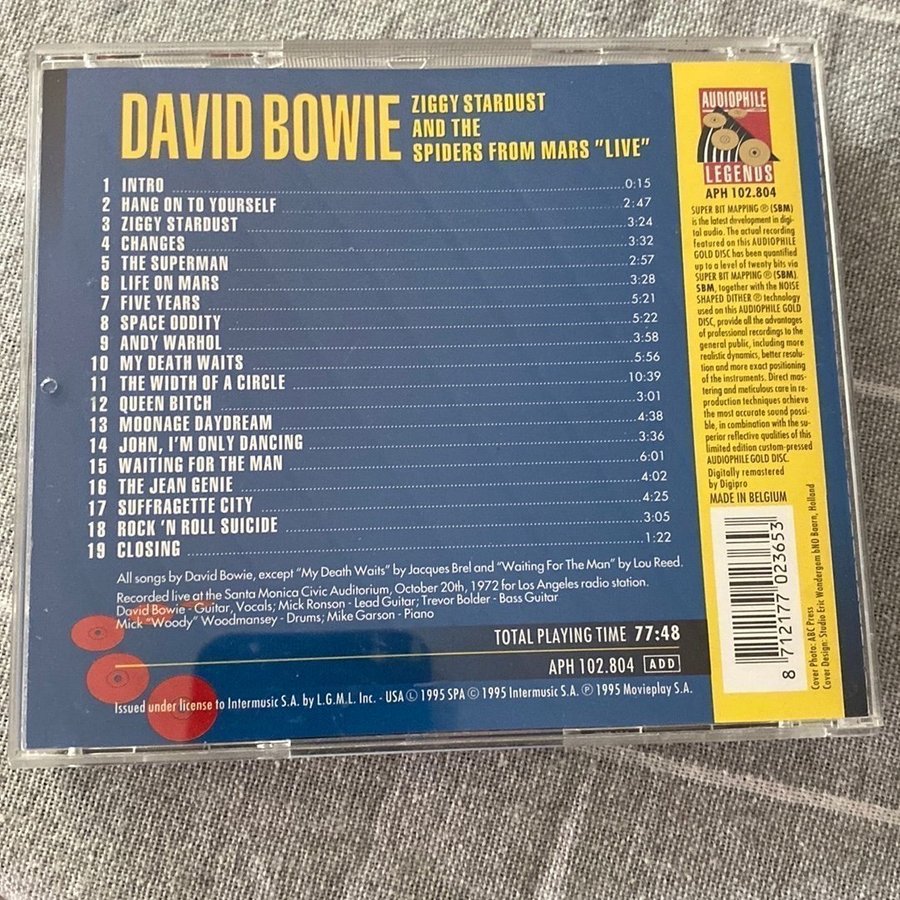 DAVID BOWIE
ZIGGY STARDUST
AND THE
SPIDERS FROM MARS "LIVE"
1 INTRO 0:15
2 HANG ON TO YOURSELF 2:47
3 ZIGGY STARDUST 3:24
4 CHANGES 3:32
5 THE SUPERMAN 2:57
6 LIFE ON MARS 3:28
7 FIVE YEARS 5:21
8 SPACE ODDITY 5:22
9 ANDY WARHOL 3:58
10 MY DEATH WAITS 5:56
11 THE WIDTH OF A CIRCLE 10:39
12 QUEEN BITCH 3:01
13 MOONAGE DAYDREAM 4:38
14 JOHN, I'M ONLY DANCING 3:36
15 WAITING FOR THE MAN 6:01
16 THE JEAN GENIE 4:02
17 SUFFRAGETTE CITY 4:25
18 ROCK 'N ROLL SUICIDE 3:05
19 CLOSING 1:22
All songs by David Bowie, except "My Death Waits" by Jacques Brel and "Waiting For The Man" by Lou Reed.
Recorded live at the Santa Monica Civic Auditorium, October 20th, 1972 for Los Angeles radio station.
David Bowie - Guitar, Vocals; Mick Ronson - Lead Guitar; Trevor Bolder - Bass Guitar
Mick "Woody" Woodmansey - Drums; Mike Garson - Piano
TOTAL PLAYING TIME 77:48
APH 102.804 ADD
Issued under license to Intermusic S.A. by L.G.M.L. Inc. - USA Ⓛ 1995 SPA © 1995 Intermusic S.A. ℗ 1995 Movieplay S.A.
AUDIOPHILE
LEGENDS
APH 102.804
SUPER BIT MAPPING ® (SBM)
is the latest development in digi-
tal audio. The actual recording
featured on this AUDIOPHILE
GOLD DISC has been quantified
up to a level of twenty bits via
SUPER BIT MAPPING ® (SBM).
SBM, together with the NOISE
SHAPED DITHER ® technology
used on this AUDIOPHILE GOLD
DISC, provide all the advantages
of professional recordings to the
general public, including more
realistic dynamics, better resolu-
tion and more exact positioning
of the instruments. Direct mas-
tering and meticulous care in re-
production techniques achieve
the most accurate sound possi-
ble, in combination with the su-
perior reflective qualities of this
limited edition custom-pressed
AUDIOPHILE GOLD DISC.
Digitally remastered
by Digipro
MADE IN BELGIUM
8 712177 023653
Cover Photo: ABC Press
Cover Design: Studio Eric Wondergem bNO Baarn, Holland